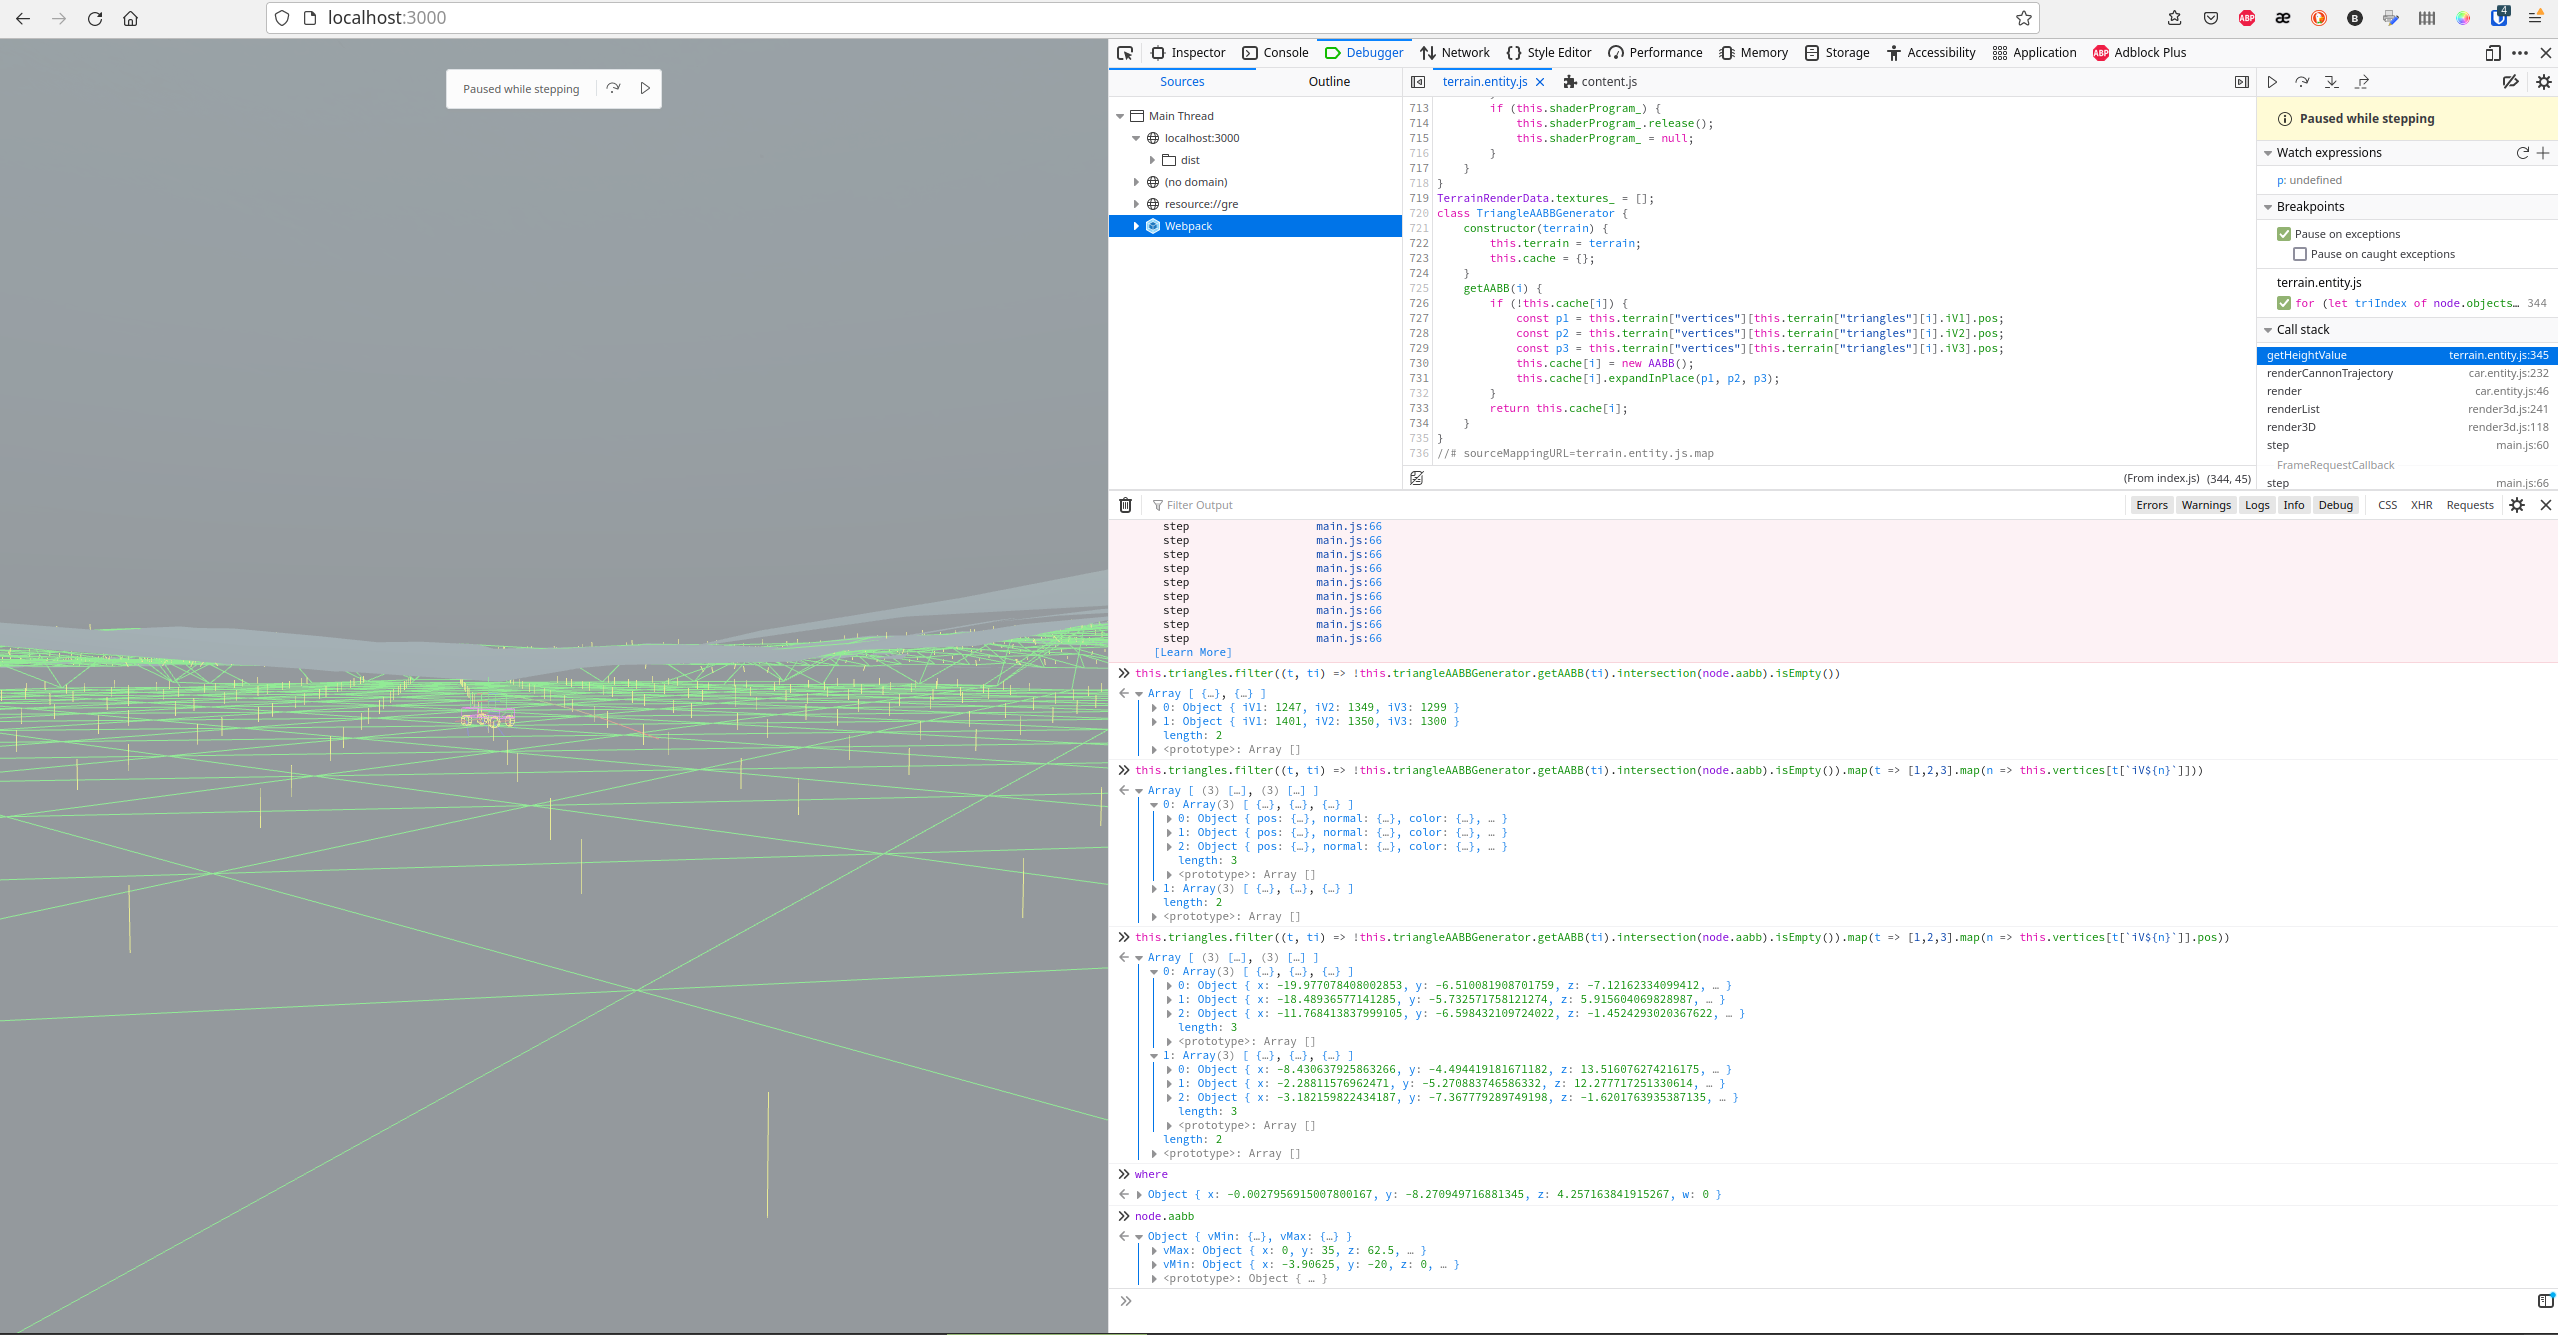 localhost:3000
4
Paused while stepping
Inspector
Console
Debugger
Network
Style Editor
Performance
Memory
Storage
Accessibility
Application
Adblock Plus
Sources
Outline
Main Thread
localhost:3000
dist
(no domain)
resource://gre
Webpack
terrain.entity.js
content.js
713 if (this.shaderProgram_) {
714 this.shaderProgram_.release();
715 this.shaderProgram_ = null;
716 }
717 }
718 }
719 TerrainRenderData.textures_ = [];
720 class TriangleAABBGenerator {
721 constructor(terrain) {
722 this.terrain = terrain;
723 this.cache = {};
724 }
725 getAABB(i) {
726 if (!this.cache[i]) {
727 const p1 = this.terrain["vertices"][this.terrain["triangles"][i].iV1].pos;
728 const p2 = this.terrain["vertices"][this.terrain["triangles"][i].iV2].pos;
729 const p3 = this.terrain["vertices"][this.terrain["triangles"][i].iV3].pos;
730 this.cache[i] = new AABB();
731 this.cache[i].expandInPlace(p1, p2, p3);
732 }
733 return this.cache[i];
734 }
735 }
736 //# sourceMappingURL=terrain.entity.js.map
(From index.js) (344, 45)
Paused while stepping
Watch expressions
p: undefined
Breakpoints
Pause on exceptions
Pause on caught exceptions
terrain.entity.js
for (let triIndex of node.objects… 344
Call stack
getHeightValue terrain.entity.js:345
renderCannonTrajectory car.entity.js:232
render car.entity.js:46
renderList render3d.js:241
render3D render3d.js:118
step main.js:60
FrameRequestCallback
step main.js:66
Filter Output
Errors
Warnings
Logs
Info
Debug
CSS
XHR
Requests
step main.js:66
step main.js:66
step main.js:66
step main.js:66
step main.js:66
step main.js:66
step main.js:66
step main.js:66
step main.js:66
[Learn More]
this.triangles.filter((t, ti) => !this.triangleAABBGenerator.getAABB(ti).intersection(node.aabb).isEmpty())
Array [ {…}, {…} ]
0: Object { iV1: 1247, iV2: 1349, iV3: 1299 }
1: Object { iV1: 1401, iV2: 1350, iV3: 1300 }
length: 2
<prototype>: Array []
this.triangles.filter((t, ti) => !this.triangleAABBGenerator.getAABB(ti).intersection(node.aabb).isEmpty()).map(t => [1,2,3].map(n => this.vertices[t[`iV${n}`]]))
Array [ (3) […], (3) […] ]
0: Array(3) [ {…}, {…}, {…} ]
0: Object { pos: {…}, normal: {…}, color: {…}, … }
1: Object { pos: {…}, normal: {…}, color: {…}, … }
2: Object { pos: {…}, normal: {…}, color: {…}, … }
length: 3
<prototype>: Array []
1: Array(3) [ {…}, {…}, {…} ]
length: 2
<prototype>: Array []
this.triangles.filter((t, ti) => !this.triangleAABBGenerator.getAABB(ti).intersection(node.aabb).isEmpty()).map(t => [1,2,3].map(n => this.vertices[t[`iV${n}`]].pos))
Array [ (3) […], (3) […] ]
0: Array(3) [ {…}, {…}, {…} ]
0: Object { x: -19.977078408002853, y: -6.510081908701759, z: -7.12162334099412, … }
1: Object { x: -18.48936577141285, y: -5.732571758121274, z: 5.915604069828987, … }
2: Object { x: -11.768413837999105, y: -6.598432109724022, z: -1.4524293020367622, … }
length: 3
<prototype>: Array []
1: Array(3) [ {…}, {…}, {…} ]
0: Object { x: -8.430637925863266, y: -4.494419181671182, z: 13.516076274216175, … }
1: Object { x: -2.28811576962471, y: -5.270883746586332, z: 12.277717251330614, … }
2: Object { x: -3.182159822434187, y: -7.367779289749198, z: -1.6201763935387135, … }
length: 3
<prototype>: Array []
length: 2
<prototype>: Array []
where
Object { x: -0.0027956915007800167, y: -8.270949716881345, z: 4.257163841915267, w: 0 }
node.aabb
Object { vMin: {…}, vMax: {…} }
vMax: Object { x: 0, y: 35, z: 62.5, … }
vMin: Object { x: -3.90625, y: -20, z: 0, … }
<prototype>: Object { … }